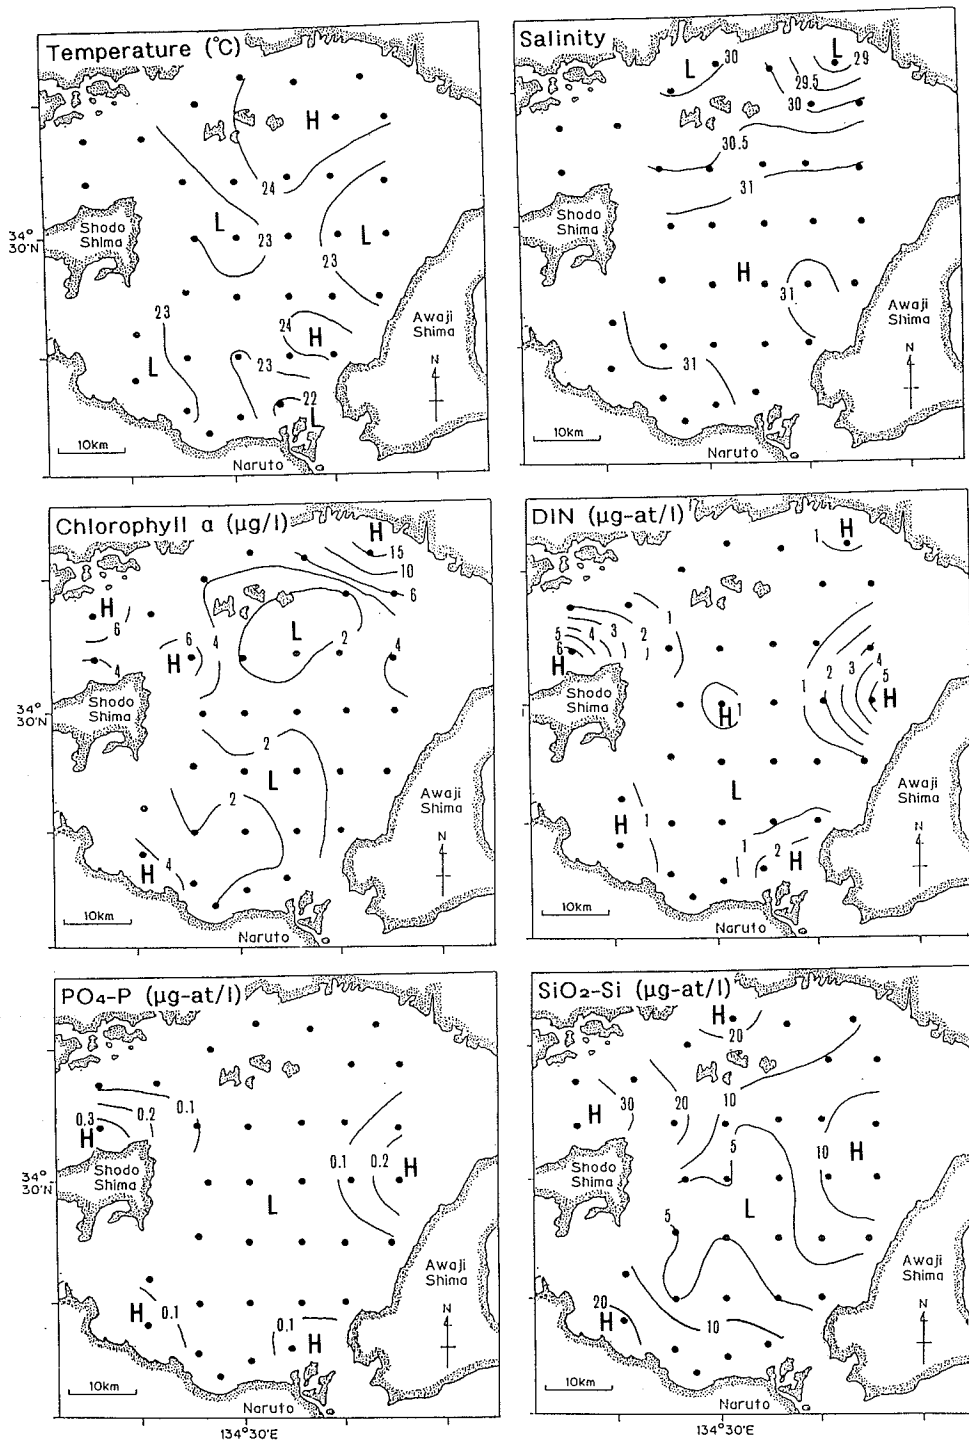 Temperature (°C)
H
24
L
23
L
23
23
L
24
H
23
22
L
Shodo
Shima
34°
30'N
Awaji
Shima
N
10km
Naruto
Salinity
L
30
L
29
29.5
30
30.5
31
H
31
31
Shodo
Shima
Awaji
Shima
N
10km
Naruto
Chlorophyll a (μg/l)
H
15
10
6
H
6
4
6
H
4
L
2
4
2
L
2
4
H
Shodo
Shima
34°
30'N
Awaji
Shima
N
10km
Naruto
DIN (μg-at/l)
H
1
5
6
4
3
2
1
H
1
2
3
4
5
H
1
H
L
H
1
1
2
H
Shodo
Shima
Awaji
Shima
N
10km
Naruto
PO₄-P (μg-at/l)
0.3
0.2
0.1
H
0.1
0.2
H
L
H
0.1
0.1
H
Shodo
Shima
34°
30'N
Awaji
Shima
N
10km
Naruto
134°30'E
SiO₂-Si (μg-at/l)
H
20
H
30
20
10
5
10
H
L
5
20
H
10
Shodo
Shima
Awaji
Shima
N
10km
Naruto
134°30'E